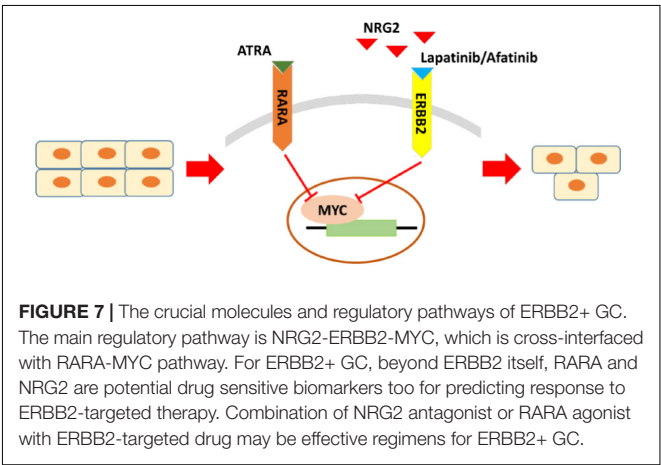 NRG2
ATRA
Lapatinib/Afatinib
RARA
ERBB2
MYC
FIGURE 7 | The crucial molecules and regulatory pathways of ERBB2+ GC.
The main regulatory pathway is NRG2-ERBB2-MYC, which is cross-interfaced
with RARA-MYC pathway. For ERBB2+ GC, beyond ERBB2 itself, RARA and
NRG2 are potential drug sensitive biomarkers too for predicting response to
ERBB2-targeted therapy. Combination of NRG2 antagonist or RARA agonist
with ERBB2-targeted drug may be effective regimens for ERBB2+ GC.